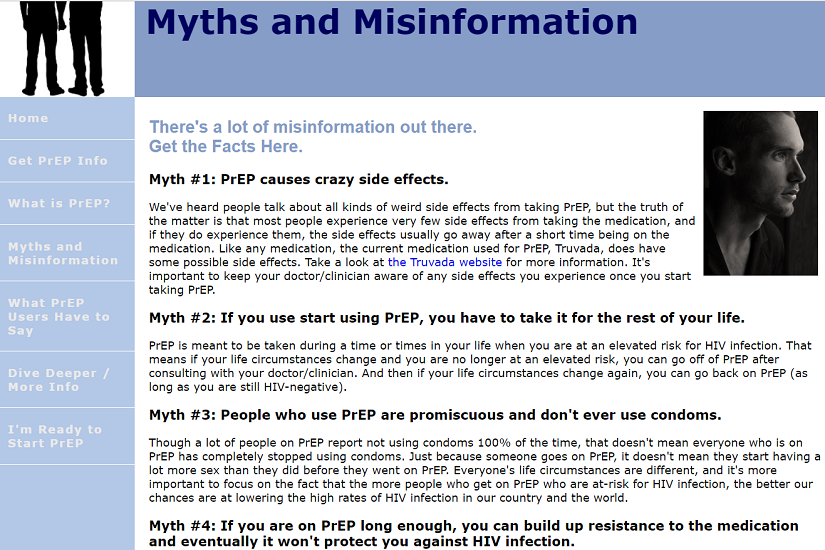 Myths and Misinformation
Home
Get PrEP Info
What is PrEP?
Myths and
Misinformation
What PrEP
Users Have to
Say
Dive Deeper /
More Info
I'm Ready to
Start PrEP
There's a lot of misinformation out there.
Get the Facts Here.
Myth #1: PrEP causes crazy side effects.
We've heard people talk about all kinds of weird side effects from taking PrEP, but the truth of
the matter is that most people experience very few side effects from taking the medication, and
if they do experience them, the side effects usually go away after a short time being on the
medication. Like any medication, the current medication used for PrEP, Truvada, does have
some possible side effects. Take a look at the Truvada website for more information. It's
important to keep your doctor/clinician aware of any side effects you experience once you start
taking PrEP.
Myth #2: If you use start using PrEP, you have to take it for the rest of your life.
PrEP is meant to be taken during a time or times in your life when you are at an elevated risk for HIV infection. That
means if your life circumstances change and you are no longer at an elevated risk, you can go off of PrEP after
consulting with your doctor/clinician. And then if your life circumstances change again, you can go back on PrEP (as
long as you are still HIV-negative).
Myth #3: People who use PrEP are promiscuous and don't ever use condoms.
Though a lot of people on PrEP report not using condoms 100% of the time, that doesn't mean everyone who is on
PrEP has completely stopped using condoms. Just because someone goes on PrEP, it doesn't mean they start having a
lot more sex than they did before they went on PrEP. Everyone's life circumstances are different, and it's more
important to focus on the fact that the more people who get on PrEP who are at-risk for HIV infection, the better our
chances are at lowering the high rates of HIV infection in our country and the world.
Myth #4: If you are on PrEP long enough, you can build up resistance to the medication
and eventually it won't protect you against HIV infection.